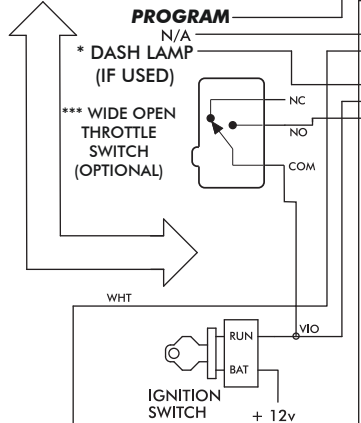 PROGRAM
N/A
* DASH LAMP
(IF USED)
NC
*** WIDE OPEN
THROTTLE
SWITCH
(OPTIONAL)
NO
COM
WHT
RUN
VIO
BAT
IGNITION
SWITCH
+ 12v